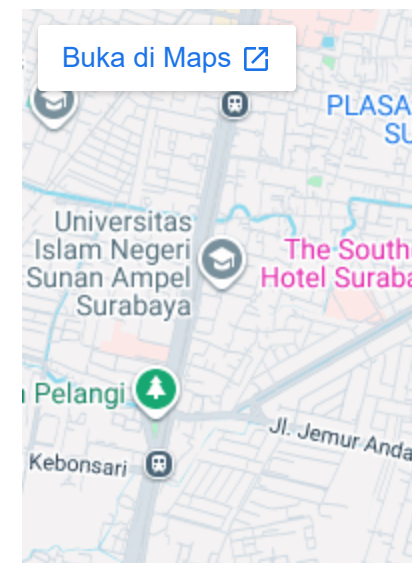 Buka di Maps
PLASA
SU
Universitas
Islam Negeri
Sunan Ampel
Surabaya
The South
Hotel Suraba
Pelangi
Jl. Jemur Anda
Kebonsari